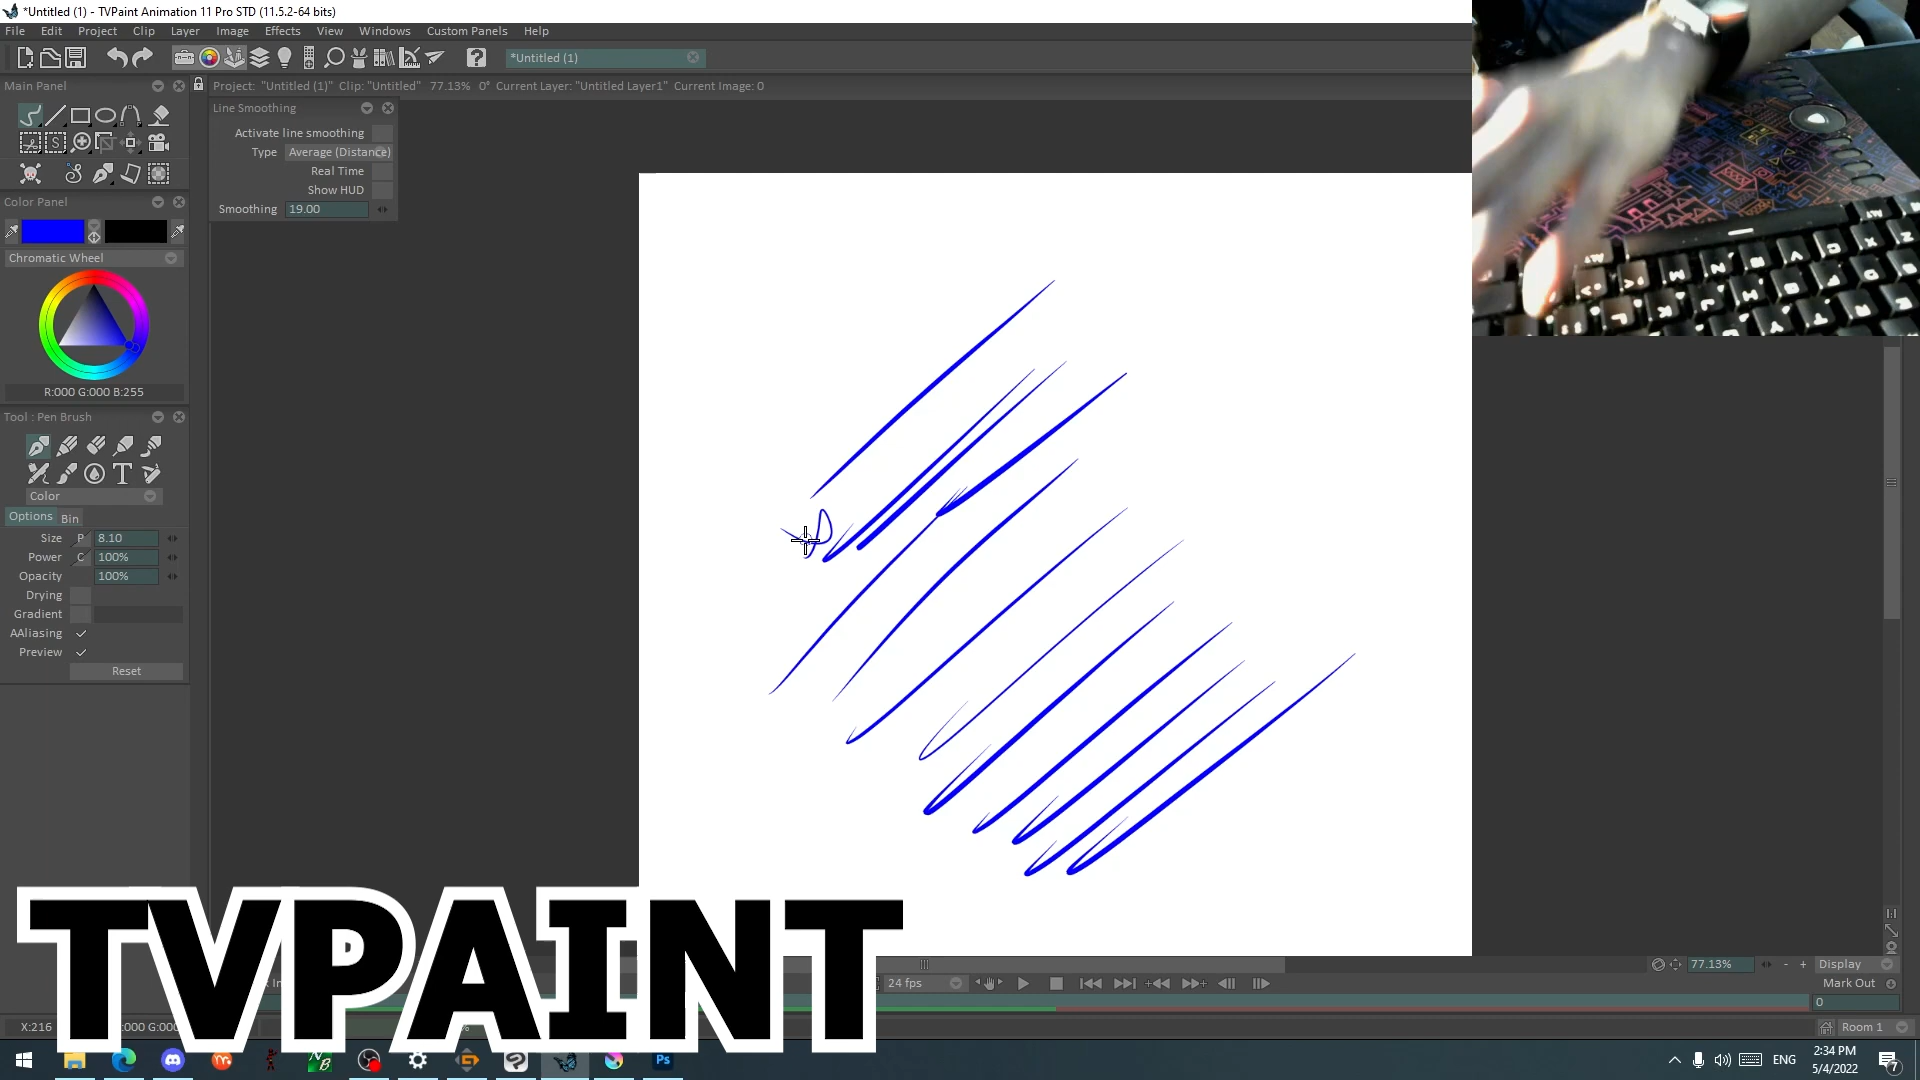 *Untitled (1) - TVPaint Animation 11 Pro STD (11.5.2-64 bits)
File Edit Project Clip Layer Image Effects View Windows Custom Panels Help
*Untitled (1)
Main Panel
Project: "Untitled (1)" Clip: "Untitled" 77.13% 0° Current Layer: "Untitled Layer1" Current Image: 0
Line Smoothing
Activate line smoothing
Type Average (Distance)
Real Time
Show HUD
Smoothing 19.00
Color Panel
Chromatic Wheel
R:000 G:000 B:255
Tool : Pen Brush
Color
Options Bin
Size P 8.10
Power C 100%
Opacity 100%
Drying
Gradient
AAliasing
Preview
Reset
TVPAINT
24 fps
77.13% - + Display
Mark Out
0
X:216
Room 1
Ps
ENG
2:34 PM
5/4/2022
7